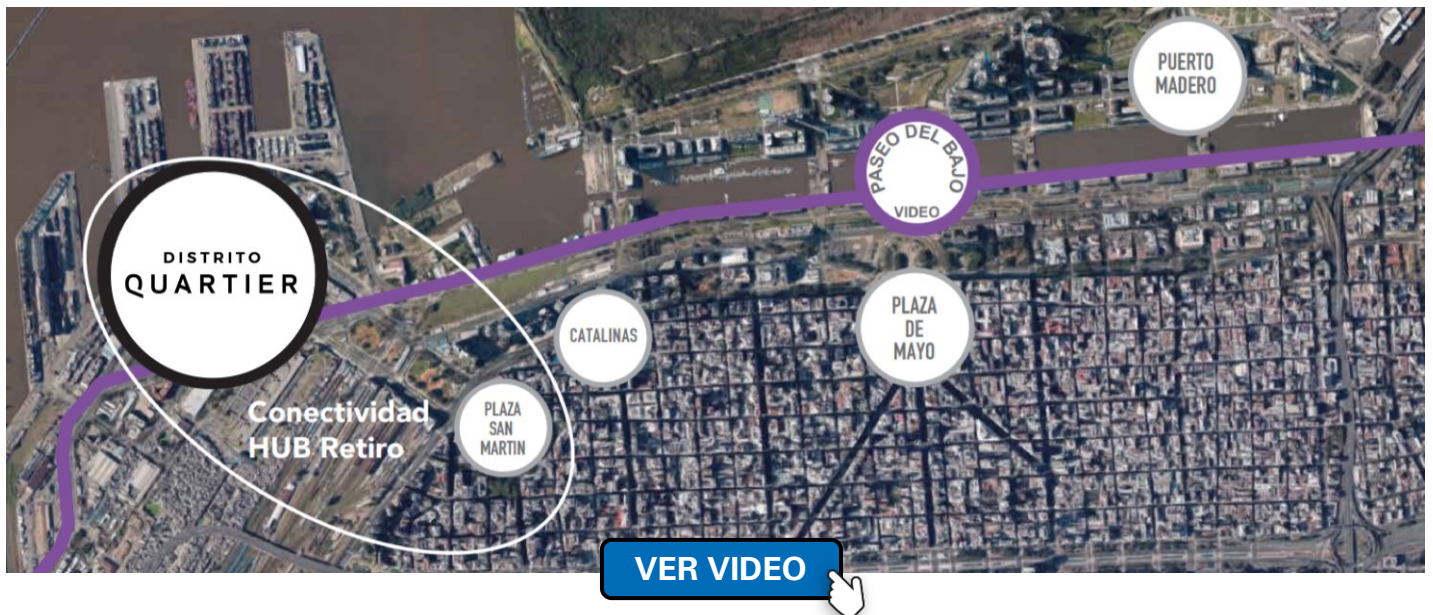 PUERTO
MADERO
PASEO DEL BAJO
VIDEO
DISTRITO
QUARTIER
CATALINAS
PLAZA
DE
MAYO
Conectividad
HUB Retiro
PLAZA
SAN
MARTIN
VER VIDEO